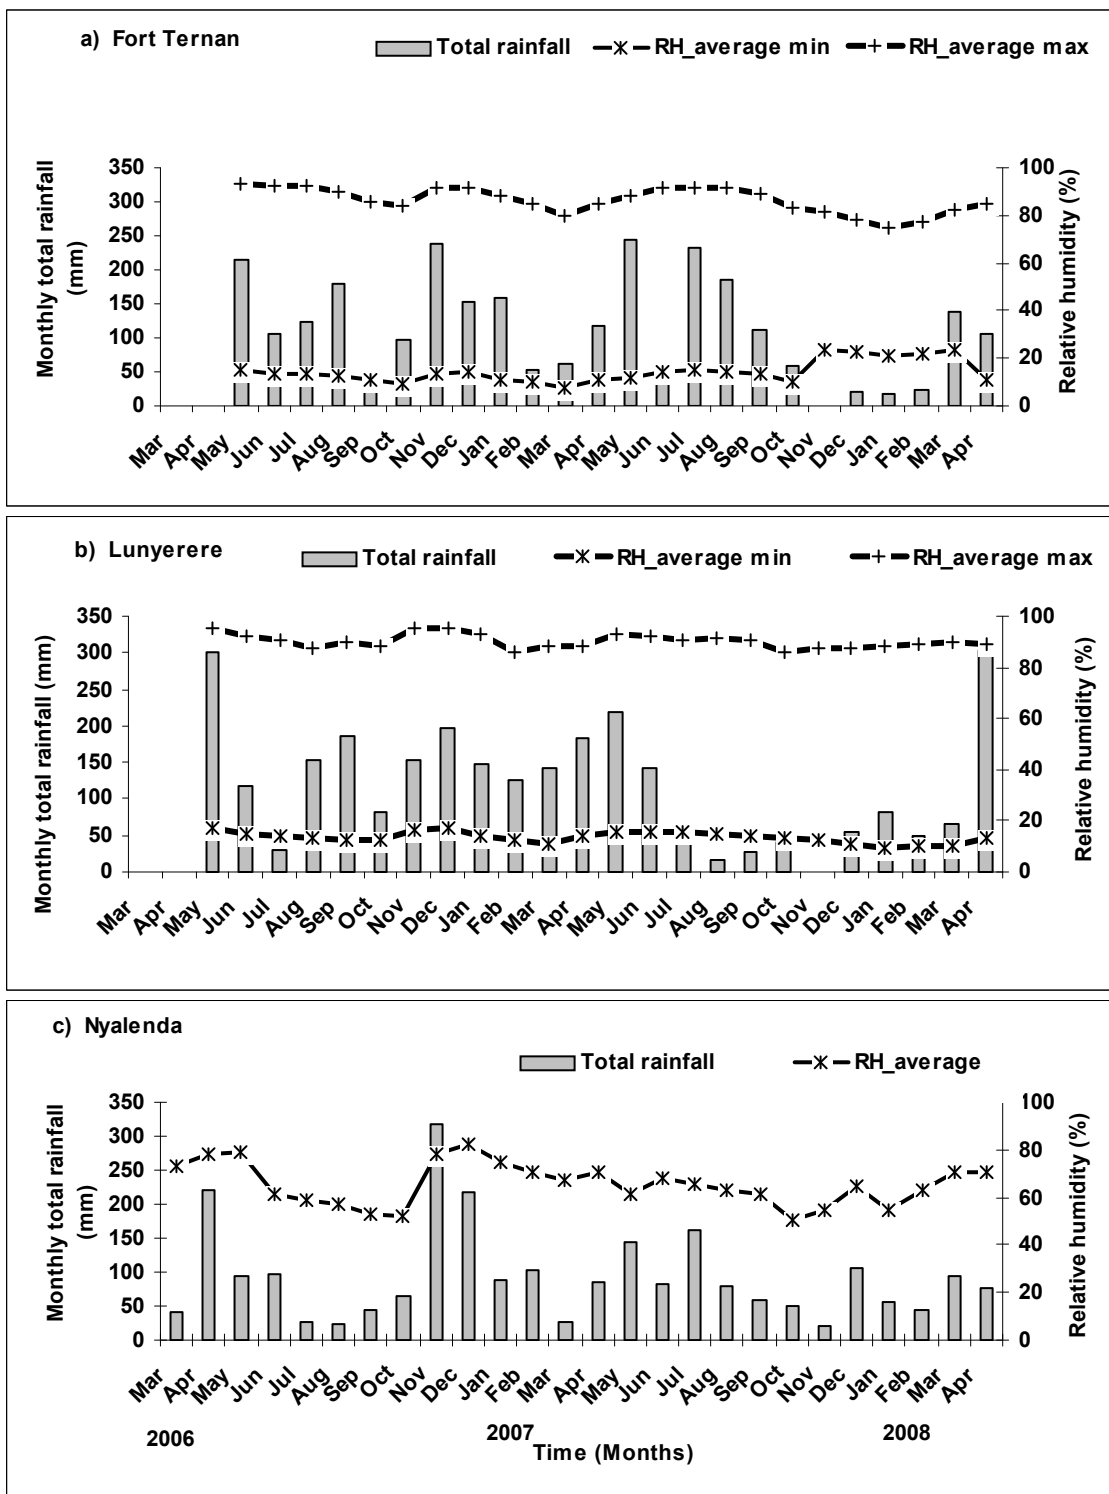 a) Fort Ternan
Total rainfall RH_average min RH_average max
Monthly total rainfall
(mm)
350
300
250
200
150
100
50
0
100
80
60
40
20
0
Relative humidity (%)
Mar Apr May Jun Jul Aug Sep Oct Nov Dec Jan Feb Mar Apr May Jun Jul Aug Sep Oct Nov Dec Jan Feb Mar Apr
b) Lunyerere
Total rainfall RH_average min RH_average max
Monthly total rainfall (mm)
350
300
250
200
150
100
50
0
100
80
60
40
20
0
Relative humidity (%)
Mar Apr May Jun Jul Aug Sep Oct Nov Dec Jan Feb Mar Apr May Jun Jul Aug Sep Oct Nov Dec Jan Feb Mar Apr
c) Nyalenda
Total rainfall RH_average
Monthly total rainfall
(mm)
350
300
250
200
150
100
50
0
100
80
60
40
20
0
Relative humidity (%)
Mar Apr May Jun Jul Aug Sep Oct Nov Dec Jan Feb Mar Apr May Jun Jul Aug Sep Oct Nov Dec Jan Feb Mar Apr
2006 2007 2008
Time (Months)